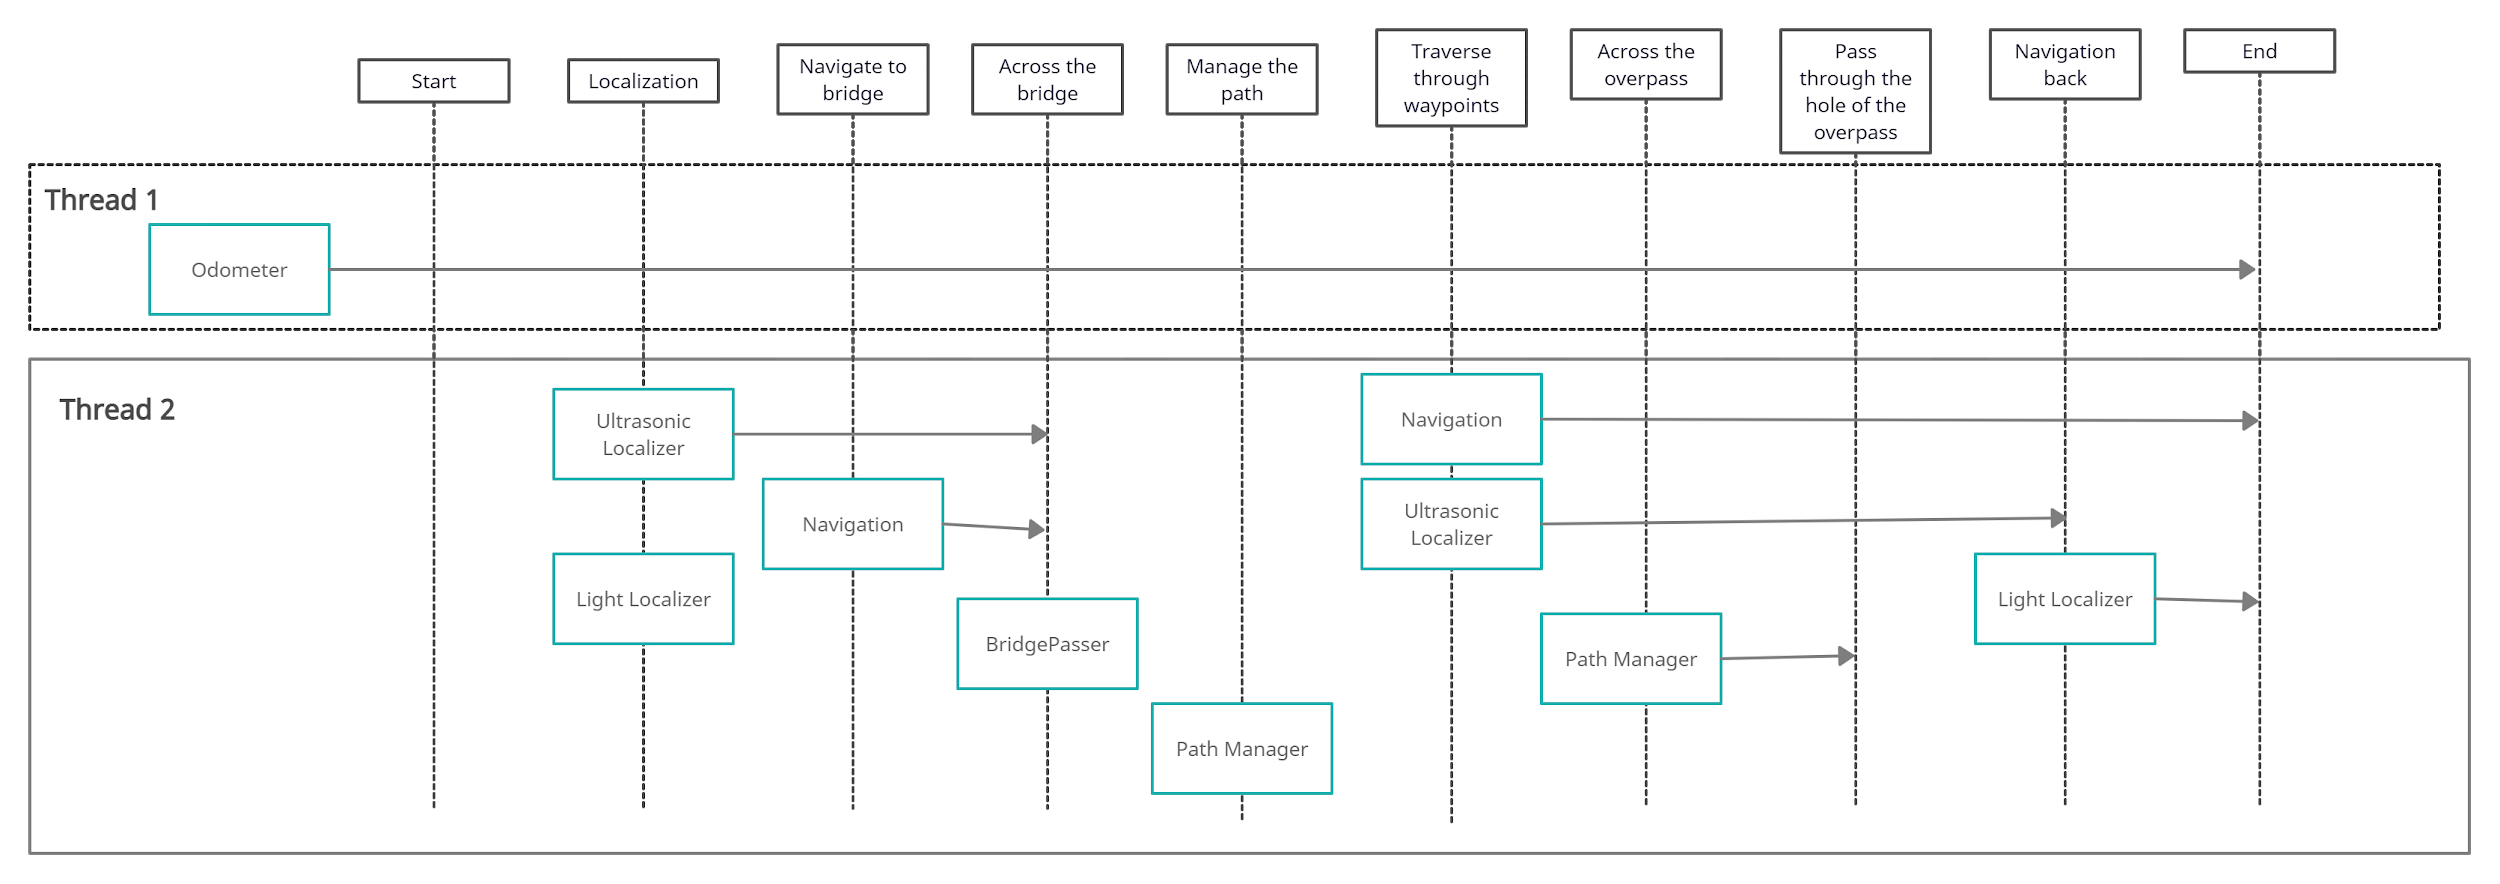 Start
Localization
Navigate to
bridge
Across the
bridge
Manage the
path
Traverse
through
waypoints
Across the
overpass
Pass
through the
hole of the
overpass
Navigation
back
End
Thread 1
Odometer
Thread 2
Ultrasonic
Localizer
Navigation
Light Localizer
BridgePasser
Path Manager
Navigation
Ultrasonic
Localizer
Path Manager
Light Localizer